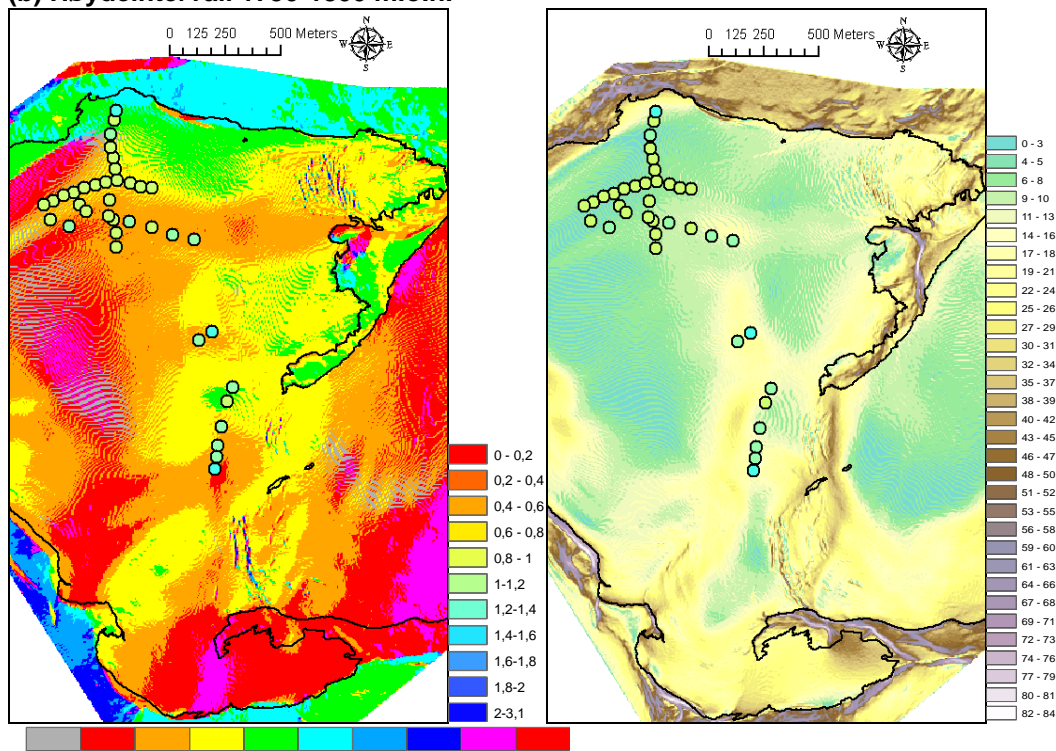 (b)
0 125 250 500 Meters
N
W E
S
0 125 250 500 Meters
N
W E
S
0 - 0,2
0,2 - 0,4
0,4 - 0,6
0,6 - 0,8
0,8 - 1
1-1,2
1,2-1,4
1,4-1,6
1,6-1,8
1,8-2
2-3,1
0 - 3
4 - 5
6 - 8
9 - 10
11 - 13
14 - 16
17 - 18
19 - 21
22 - 24
25 - 26
27 - 29
30 - 31
32 - 34
35 - 37
38 - 39
40 - 42
43 - 45
46 - 47
48 - 50
51 - 52
53 - 55
56 - 58
59 - 60
61 - 63
64 - 66
67 - 68
69 - 71
72 - 73
74 - 76
77 - 79
80 - 81
82 - 84